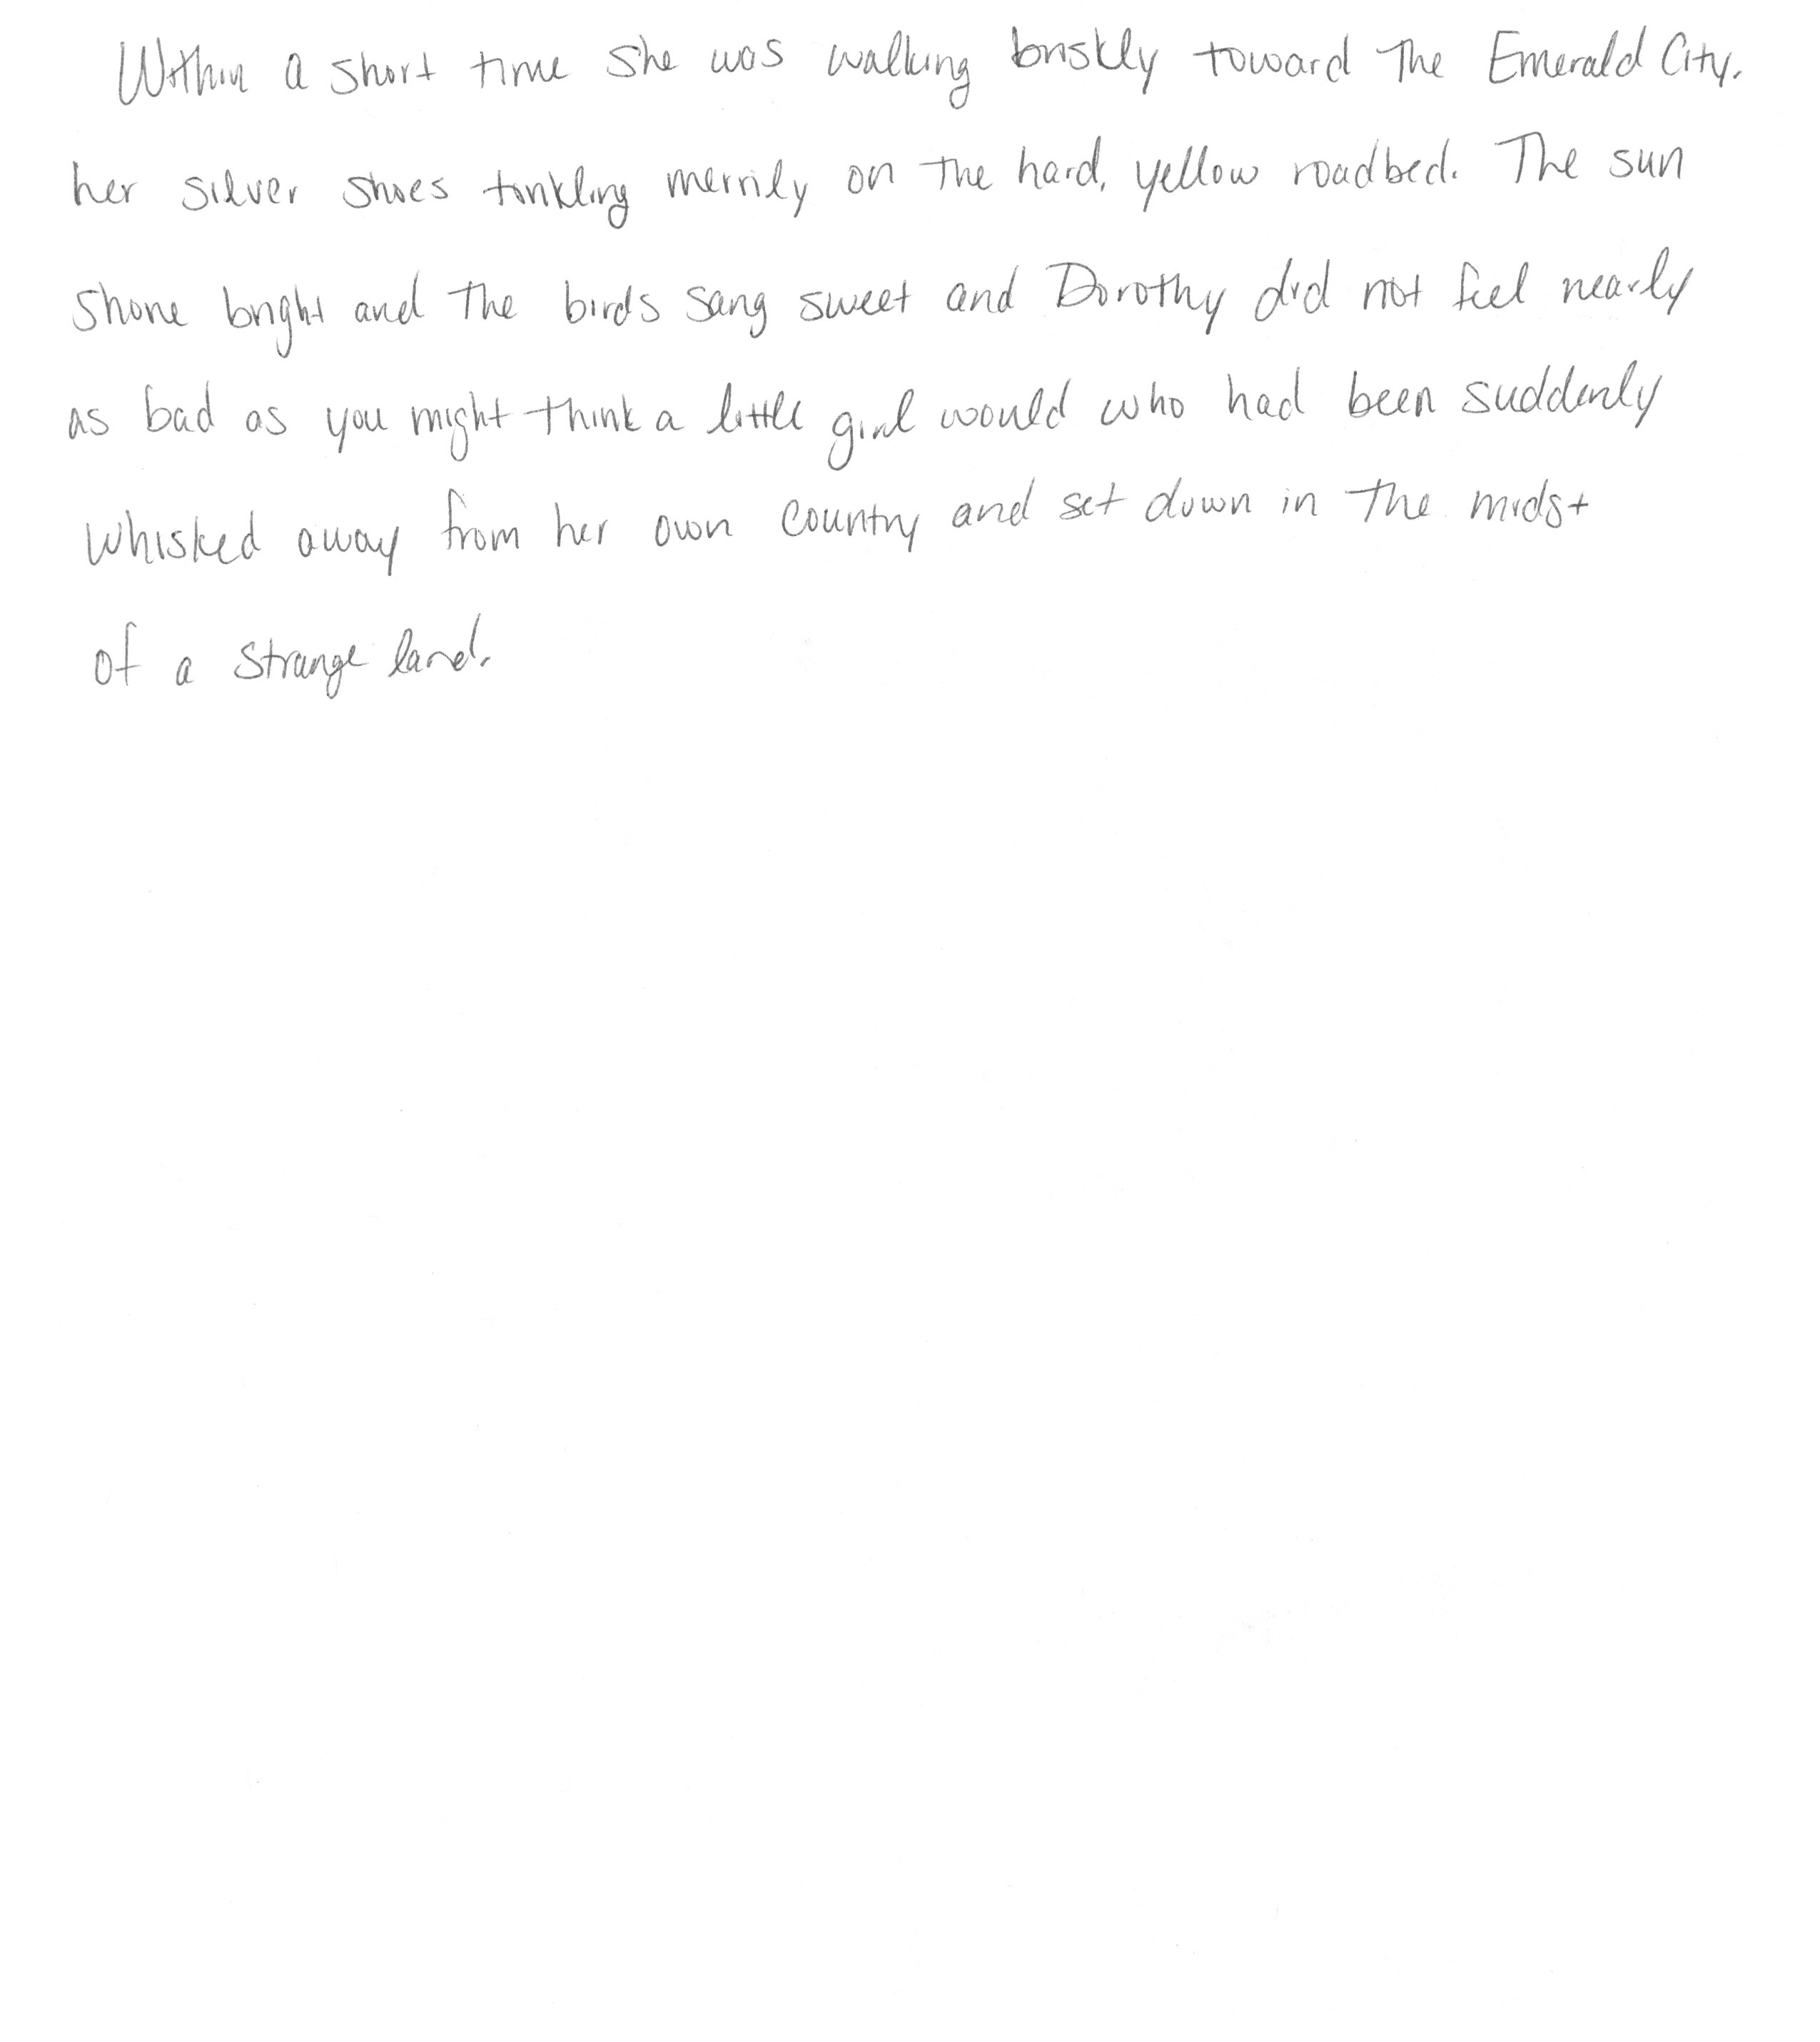 Within a short time she was walking briskly toward the Emerald City,
her silver shoes tinkling merrily on the hard, yellow roadbed. The sun
shone bright and the birds sang sweet and Dorothy did not feel nearly
as bad as you might think a little girl would who had been suddenly
whisked away from her own country and set down in the midst
of a strange land.